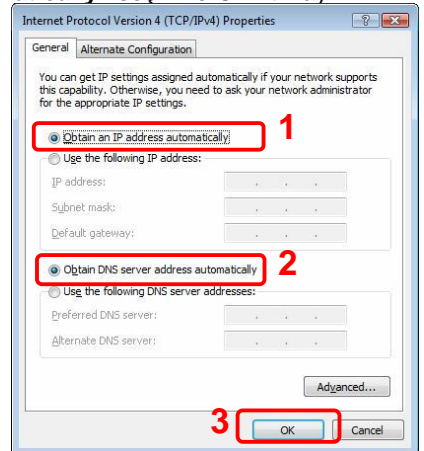 Internet Protocol Version 4 (TCP/IPv4) Properties
General Alternate Configuration
You can get IP settings assigned automatically if your network supports
this capability. Otherwise, you need to ask your network administrator
for the appropriate IP settings.
Obtain an IP address automatically 1
Use the following IP address:
IP address:
Subnet mask:
Default gateway:
Obtain DNS server address automatically 2
Use the following DNS server addresses:
Preferred DNS server:
Alternate DNS server:
Advanced...
3 OK Cancel